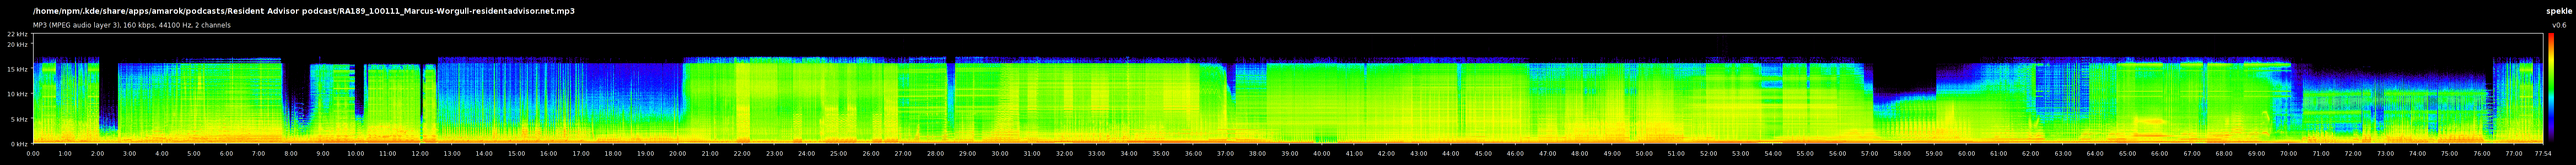 /home/npm/.kde/share/apps/amarok/podcasts/Resident Advisor podcast/RA189_100111_Marcus-Worgull-residentadvisor.net.mp3
spekle
MP3 (MPEG audio layer 3), 160 kbps, 44100 Hz, 2 channels
v0.6
22 kHz
20 kHz
15 kHz
10 kHz
5 kHz
0 kHz
0:00 1:00 2:00 3:00 4:00 5:00 6:00 7:00 8:00 9:00 10:00 11:00 12:00 13:00 14:00 15:00 16:00 17:00 18:00 19:00 20:00 21:00 22:00 23:00 24:00 25:00 26:00 27:00 28:00 29:00 30:00 31:00 32:00 33:00 34:00 35:00 36:00 37:00 38:00 39:00 40:00 41:00 42:00 43:00 44:00 45:00 46:00 47:00 48:00 49:00 50:00 51:00 52:00 53:00 54:00 55:00 56:00 57:00 58:00 59:00 60:00 61:00 62:00 63:00 64:00 65:00 66:00 67:00 68:00 69:00 70:00 71:00 72:00 73:00 74:00 75:00 76:00 77:00 77:54